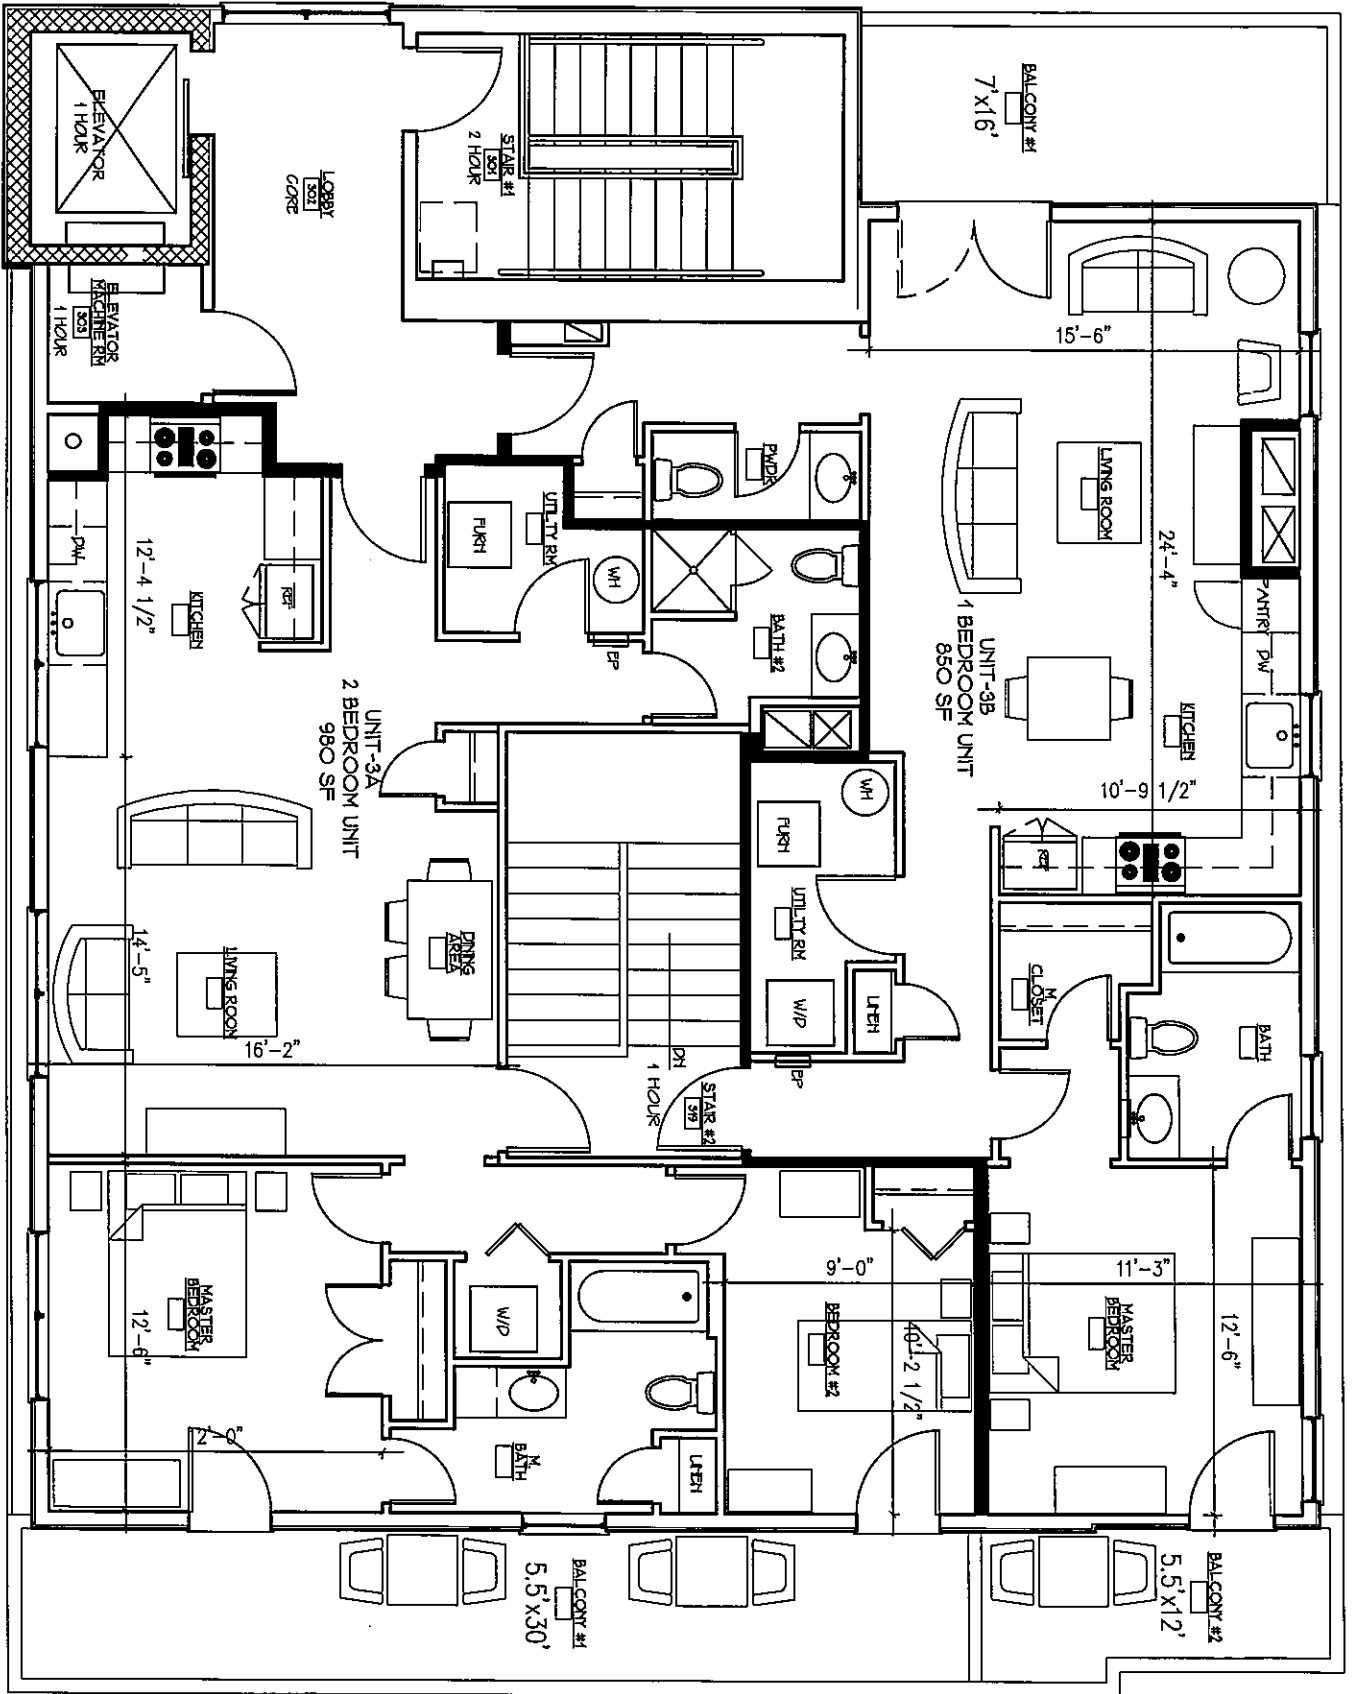 BALCONY #1
7'x16'
STAIR #1
301
2 HOUR
LOBBY
302
CORE
ELEVATOR
1 HOUR
ELEVATOR
MACHINE RM
303
1 HOUR
15'-6"
LIVING ROOM
24'-4"
PANTRY
DW
UNIT-3B
1 BEDROOM UNIT
850 SF
KITCHEN
10'-9 1/2"
REF
PWDR
UTILITY RM
FURN
WH
EP
BATH #2
DW
12'-4 1/2"
KITCHEN
REF
UNIT-3A
2 BEDROOM UNIT
980 SF
WH
FURN
UTILITY RM
W/D
LINEN
EP
M.
CLOSET
BATH
DINING
AREA
14'-5"
LIVING ROOM
16'-2"
DN
1 HOUR
STAIR #2
319
MASTER
BEDROOM
12'-6"
2'-0"
W/D
M.
BATH
LINEN
9'-0"
BEDROOM #2
10'-2 1/2"
11'-3"
MASTER
BEDROOM
12'-6"
BALCONY #1
5.5'x30'
BALCONY #2
5.5'x12'